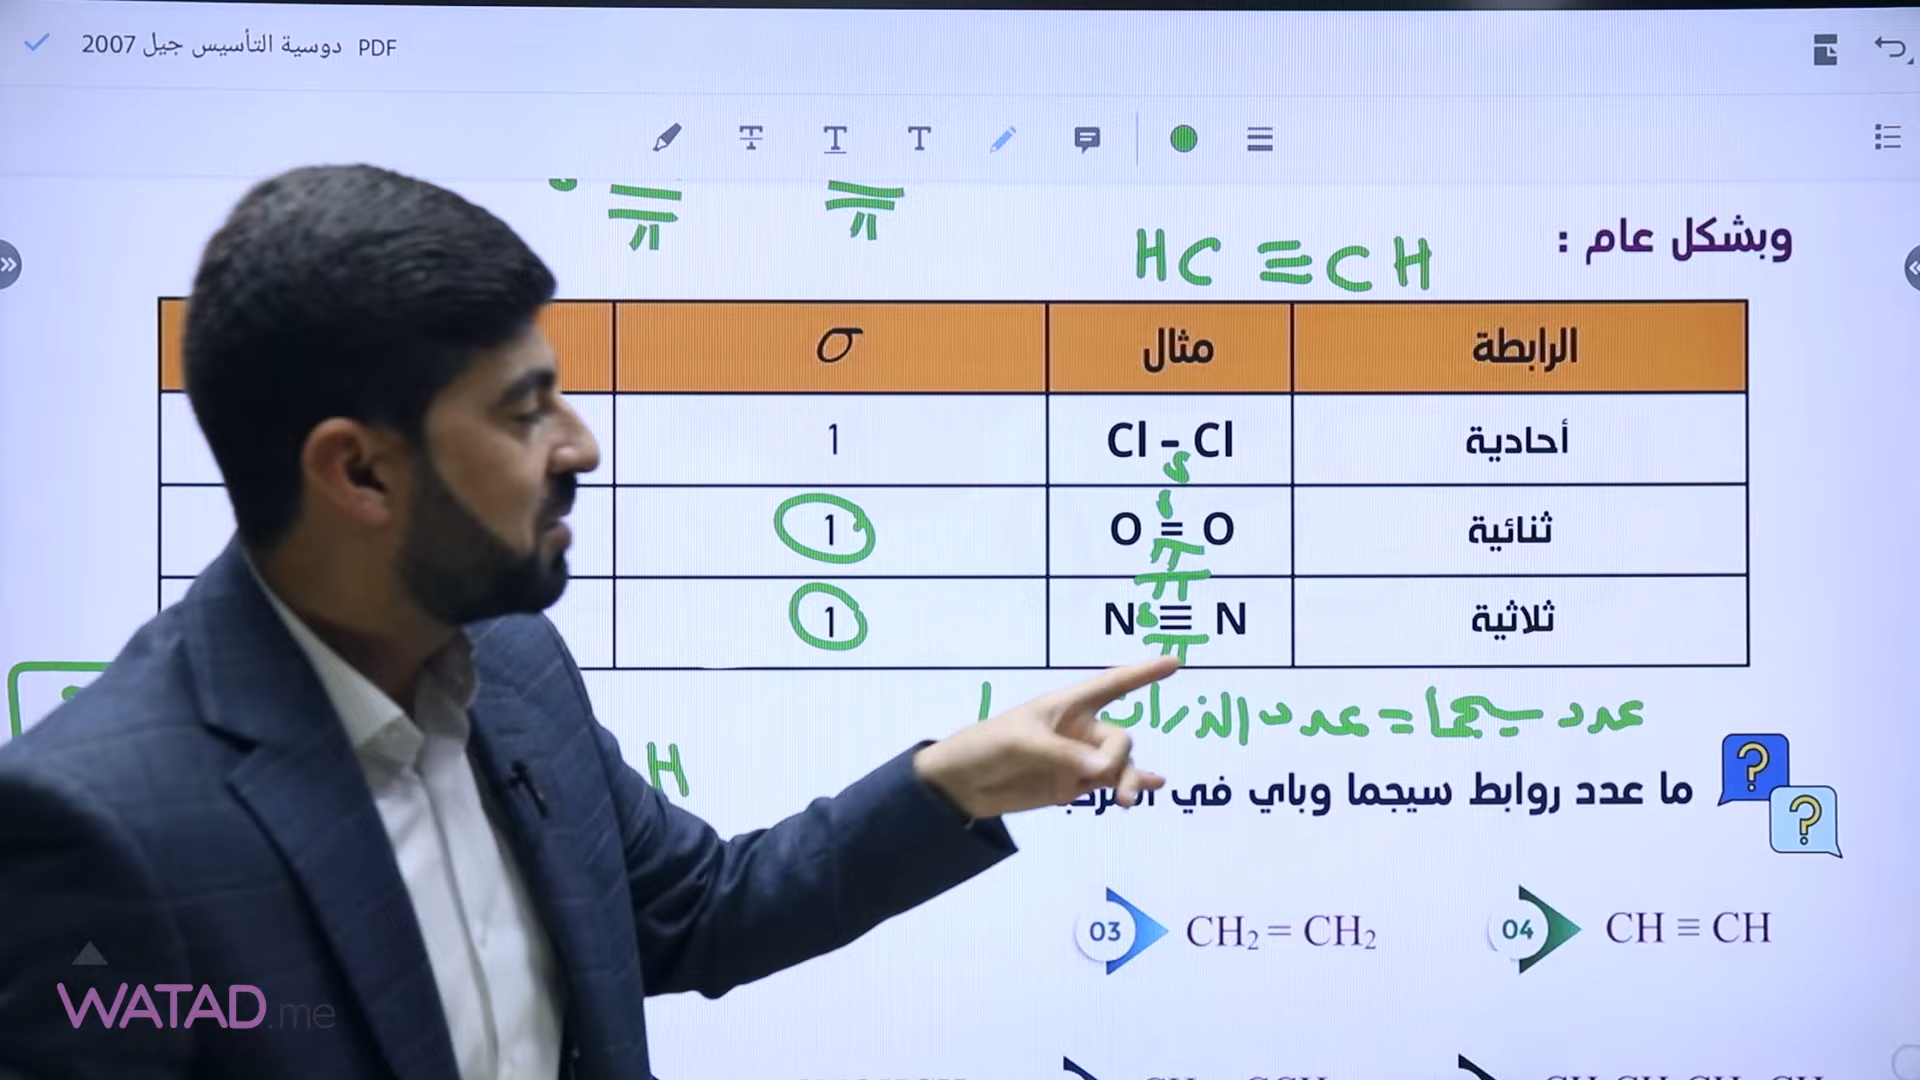 دوسية التأسيس جيل 2007 PDF
π π
وبشكل عام :
HC ≡ CH
الرابطة مثال σ
أحادية Cl - Cl 1
ثنائية O = O 1
π
π
ثلاثية N ≡ N 1
π
عدد سيجما = عدد الذرات
H
ما عدد روابط سيجما وباي في
03 CH₂ = CH₂
04 CH ≡ CH
WATAD.me